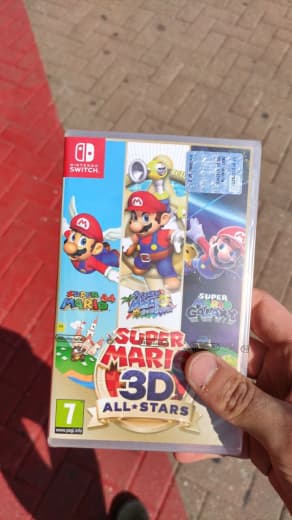 NINTENDO
SWITCH
SUPER
MARIO 64
SUPER
MARIO
SUNSHINE
SUPER
MARIO
GALAXY
SUPER
MARIO
3D
ALL★STARS
7
www.pegi.info